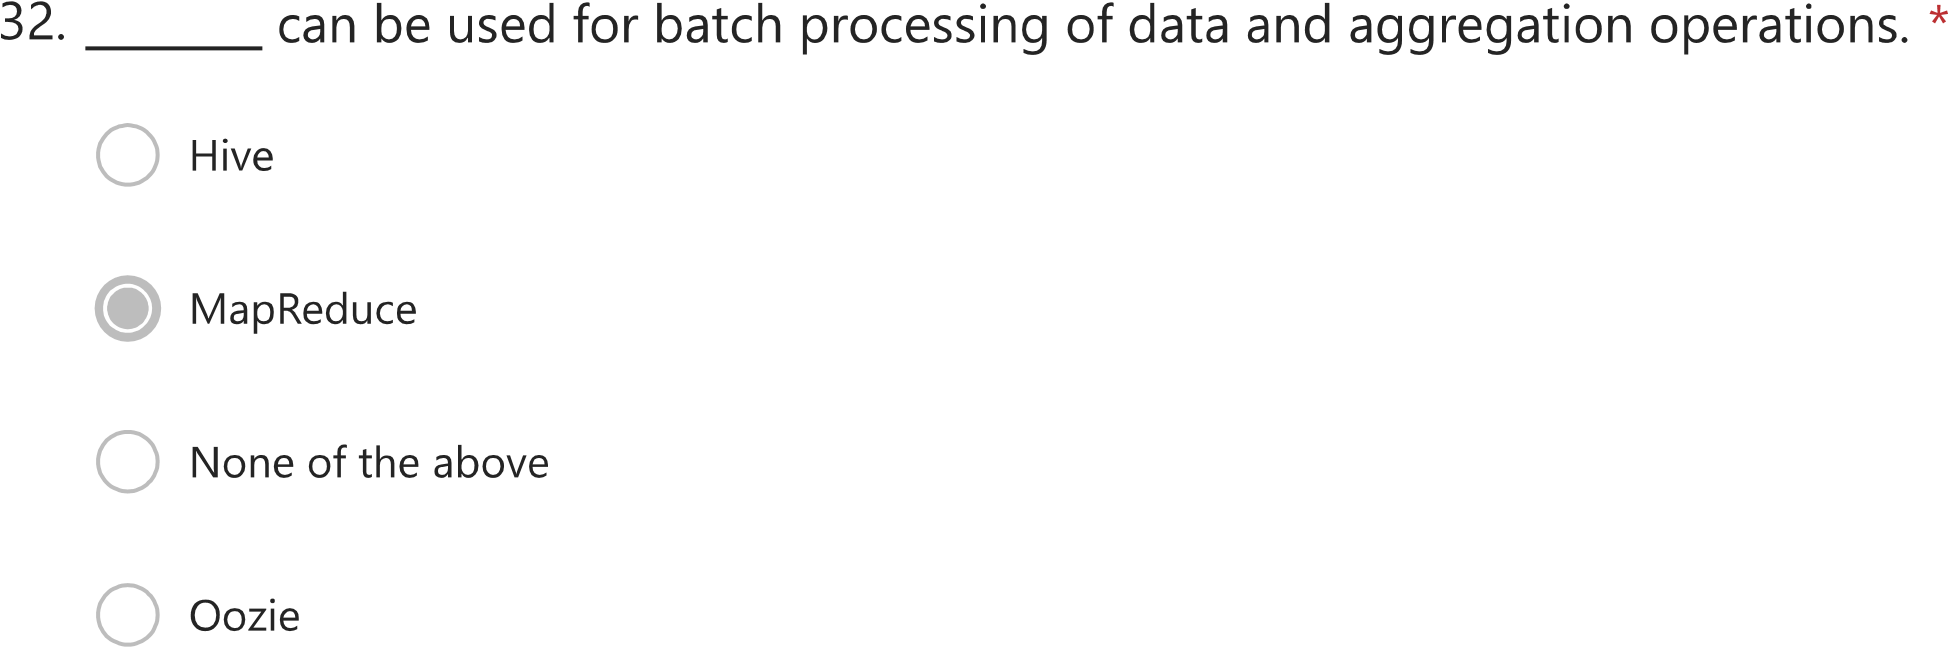 32. ________ can be used for batch processing of data and aggregation operations. *
Hive
MapReduce
None of the above
Oozie